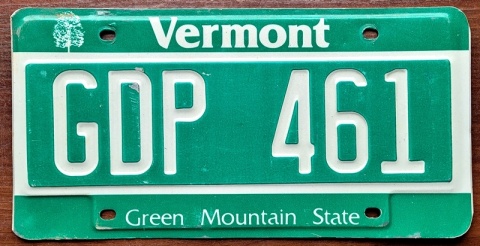 Vermont
GDP 461
Green Mountain State